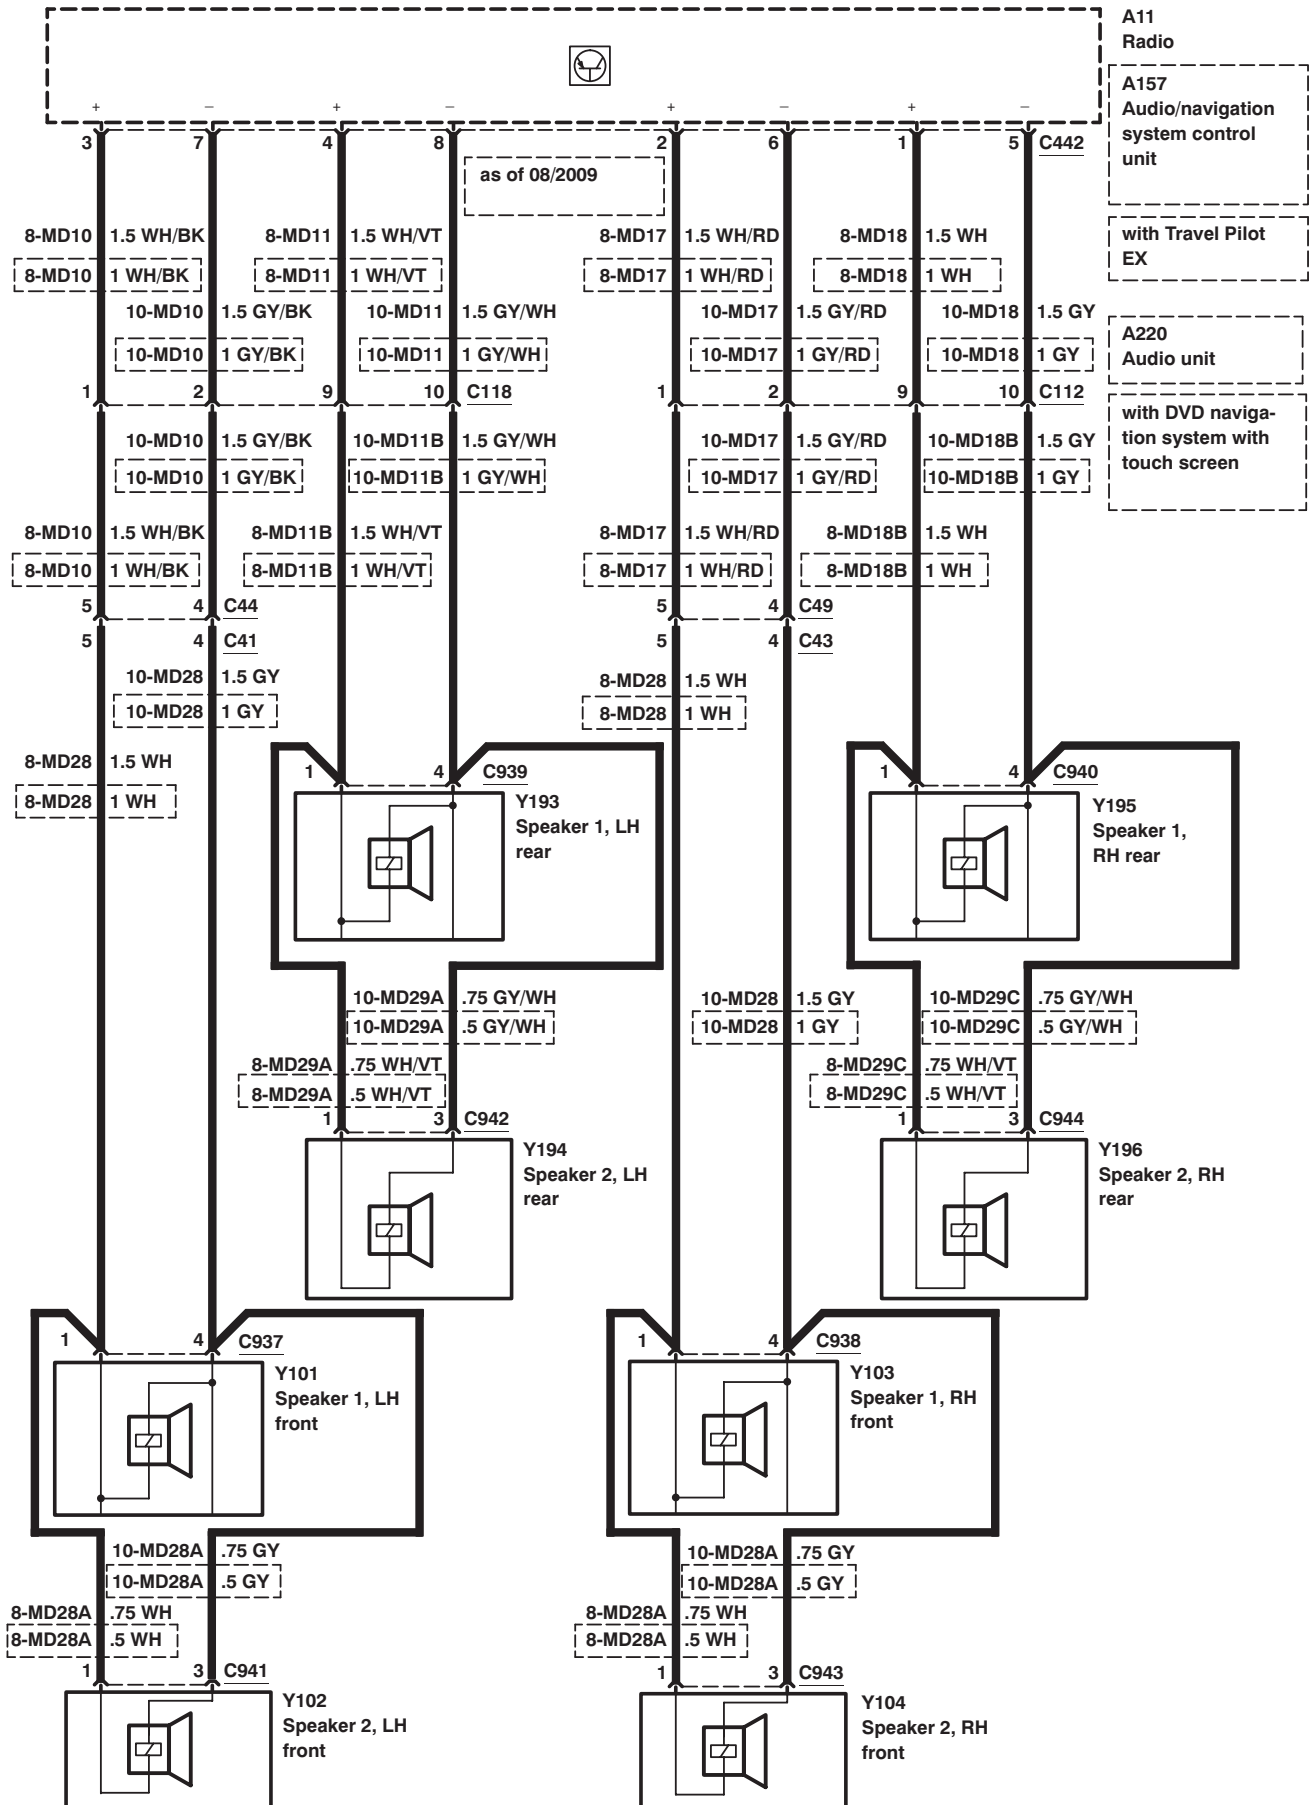 A11
Radio
A157
Audio/navigation
system control
unit
with Travel Pilot
EX
A220
Audio unit
with DVD naviga-
tion system with
touch screen
+ – + – + – + –
3 7 4 8 2 6 1 5 C442
as of 08/2009
8-MD10 1.5 WH/BK 8-MD11 1.5 WH/VT 8-MD17 1.5 WH/RD 8-MD18 1.5 WH
8-MD10 1 WH/BK 8-MD11 1 WH/VT 8-MD17 1 WH/RD 8-MD18 1 WH
10-MD10 1.5 GY/BK 10-MD11 1.5 GY/WH 10-MD17 1.5 GY/RD 10-MD18 1.5 GY
10-MD10 1 GY/BK 10-MD11 1 GY/WH 10-MD17 1 GY/RD 10-MD18 1 GY
1 2 9 10 C118 1 2 9 10 C112
10-MD10 1.5 GY/BK 10-MD11B 1.5 GY/WH 10-MD17 1.5 GY/RD 10-MD18B 1.5 GY
10-MD10 1 GY/BK 10-MD11B 1 GY/WH 10-MD17 1 GY/RD 10-MD18B 1 GY
8-MD10 1.5 WH/BK 8-MD11B 1.5 WH/VT 8-MD17 1.5 WH/RD 8-MD18B 1.5 WH
8-MD10 1 WH/BK 8-MD11B 1 WH/VT 8-MD17 1 WH/RD 8-MD18B 1 WH
5 4 C44 5 4 C49
5 4 C41 5 4 C43
10-MD28 1.5 GY 8-MD28 1.5 WH
10-MD28 1 GY 8-MD28 1 WH
8-MD28 1.5 WH
8-MD28 1 WH
1 4 C939 1 4 C940
Y193
Speaker 1, LH
rear
Y195
Speaker 1,
RH rear
10-MD29A .75 GY/WH 10-MD28 1.5 GY 10-MD29C .75 GY/WH
10-MD29A .5 GY/WH 10-MD28 1 GY 10-MD29C .5 GY/WH
8-MD29A .75 WH/VT 8-MD29C .75 WH/VT
8-MD29A .5 WH/VT 8-MD29C .5 WH/VT
1 3 C942 1 3 C944
Y194
Speaker 2, LH
rear
Y196
Speaker 2, RH
rear
1 4 C937 1 4 C938
Y101
Speaker 1, LH
front
Y103
Speaker 1, RH
front
10-MD28A .75 GY 10-MD28A .75 GY
10-MD28A .5 GY 10-MD28A .5 GY
8-MD28A .75 WH 8-MD28A .75 WH
8-MD28A .5 WH 8-MD28A .5 WH
1 3 C941 1 3 C943
Y102
Speaker 2, LH
front
Y104
Speaker 2, RH
front